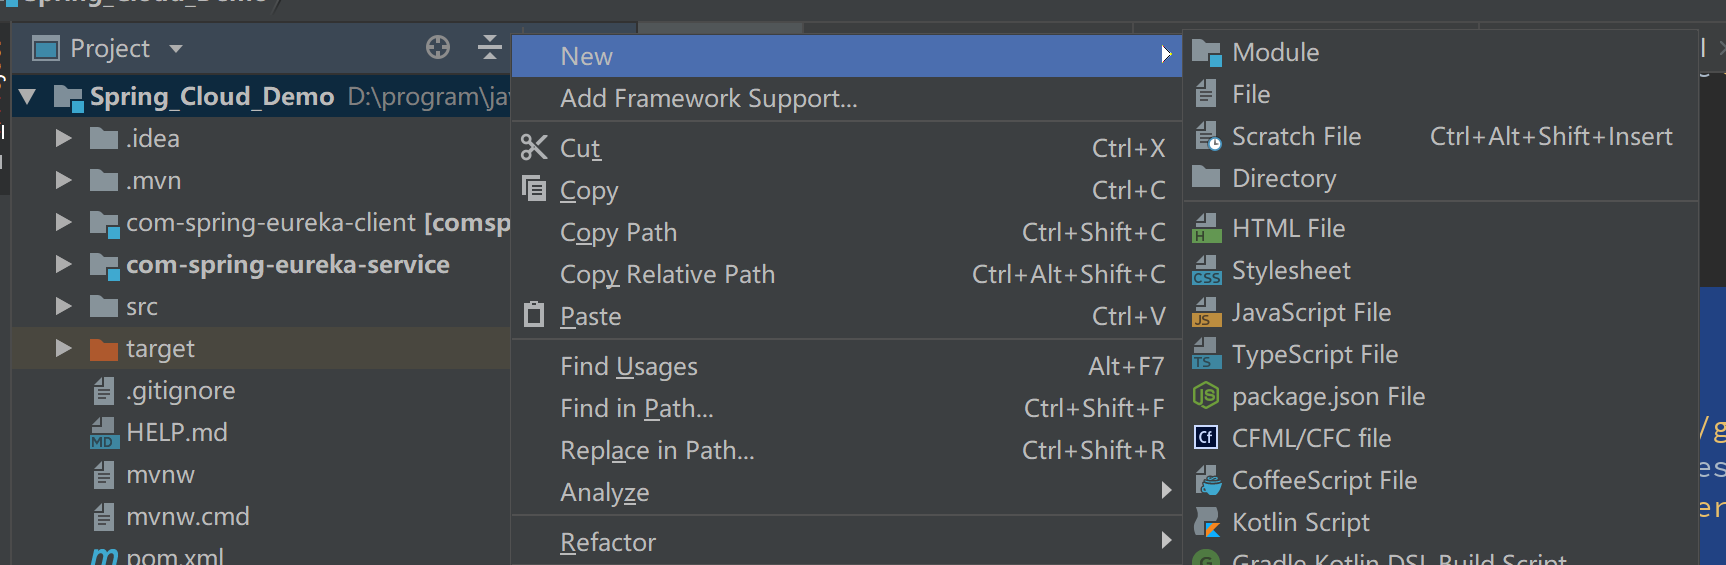 Spring_Cloud_Demo
Project
Spring_Cloud_Demo D:\program\ja
.idea
.mvn
com-spring-eureka-client [comsp
com-spring-eureka-service
src
target
.gitignore
HELP.md
mvnw
mvnw.cmd
pom.xml
New
Add Framework Support...
Cut Ctrl+X
Copy Ctrl+C
Copy Path Ctrl+Shift+C
Copy Relative Path Ctrl+Alt+Shift+C
Paste Ctrl+V
Find Usages Alt+F7
Find in Path... Ctrl+Shift+F
Replace in Path... Ctrl+Shift+R
Analyze
Refactor
Module
File
Scratch File Ctrl+Alt+Shift+Insert
Directory
HTML File
Stylesheet
JavaScript File
TypeScript File
package.json File
CFML/CFC file
CoffeeScript File
Kotlin Script
Gradle Kotlin DSL Build Script
/g
es
er